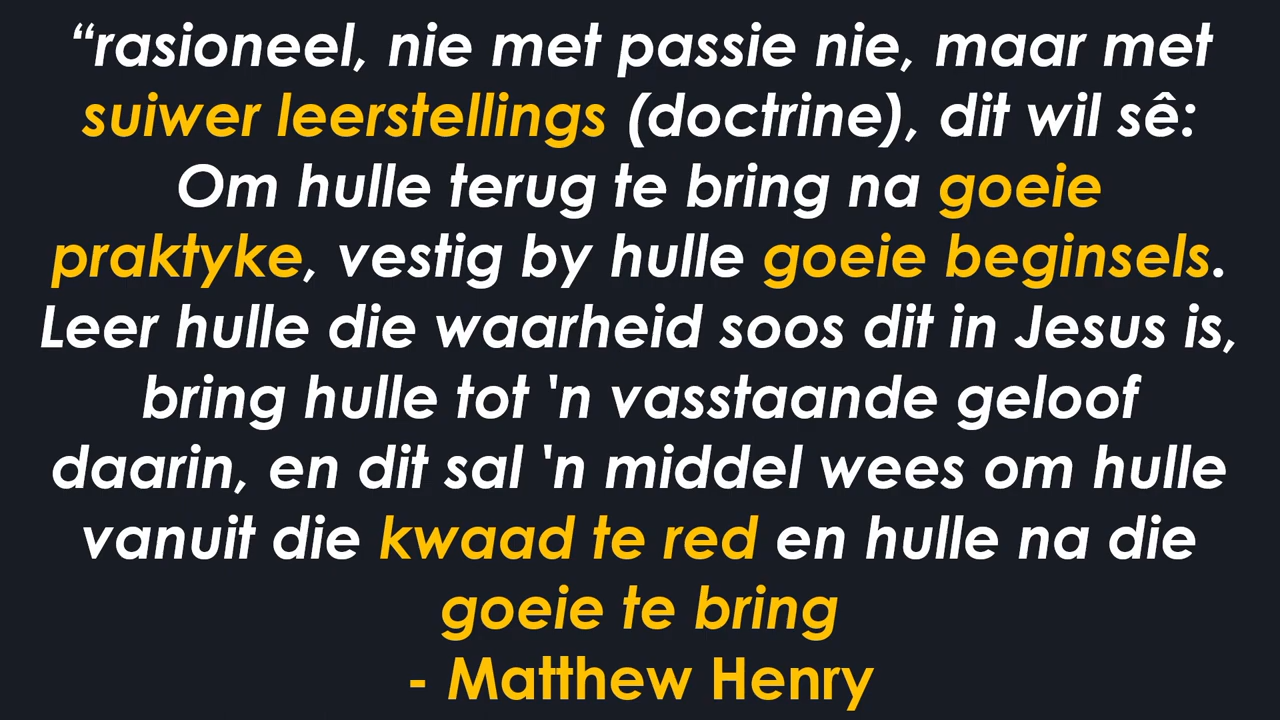 “rasioneel, nie met passie nie, maar met
suiwer leerstellings (doctrine), dit wil sê:
Om hulle terug te bring na goeie
praktyke, vestig by hulle goeie beginsels.
Leer hulle die waarheid soos dit in Jesus is,
bring hulle tot 'n vasstaande geloof
daarin, en dit sal 'n middel wees om hulle
vanuit die kwaad te red en hulle na die
goeie te bring
- Matthew Henry